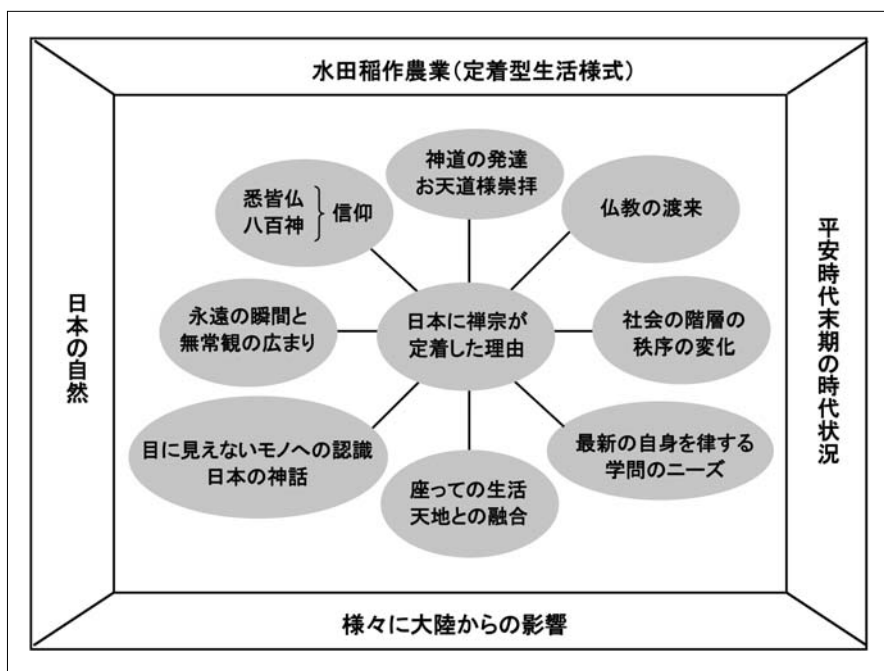 水田稲作農業（定着型生活様式）
神道の発達
お天道様崇拝
悉皆仏
八百神
信仰
仏教の渡来
日本の自然
永遠の瞬間と
無常観の広まり
日本に禅宗が
定着した理由
社会の階層の
秩序の変化
平安時代末期の時代状況
目に見えないモノへの認識
日本の神話
座っての生活
天地との融合
最新の自身を律する
学問のニーズ
様々に大陸からの影響